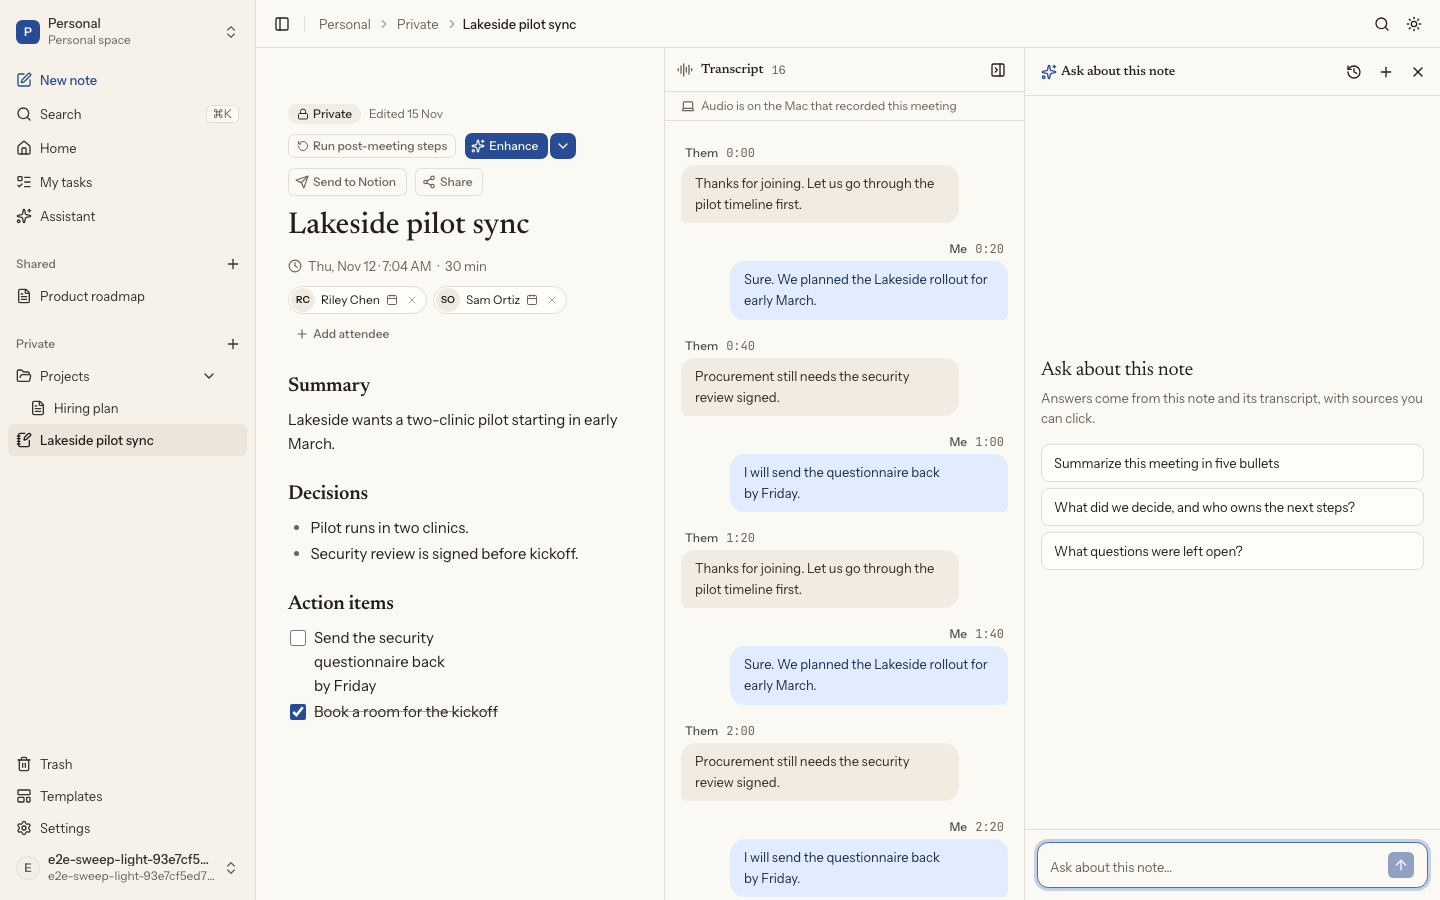 P
Personal
Personal space
New note
Search
⌘K
Home
My tasks
Assistant
Shared
Product roadmap
Private
Projects
Hiring plan
Lakeside pilot sync
Trash
Templates
Settings
E
e2e-sweep-light-93e7cf5...
e2e-sweep-light-93e7cf5ed7...
Personal
Private
Lakeside pilot sync
Private
Edited 15 Nov
Run post-meeting steps
Enhance
Send to Notion
Share
Lakeside pilot sync
Thu, Nov 12 · 7:04 AM · 30 min
RC
Riley Chen
SO
Sam Ortiz
Add attendee
Summary
Lakeside wants a two-clinic pilot starting in early
March.
Decisions
Pilot runs in two clinics.
Security review is signed before kickoff.
Action items
Send the security
questionnaire back
by Friday
Book a room for the kickoff
Transcript 16
Audio is on the Mac that recorded this meeting
Them 0:00
Thanks for joining. Let us go through the
pilot timeline first.
Me 0:20
Sure. We planned the Lakeside rollout for
early March.
Them 0:40
Procurement still needs the security
review signed.
Me 1:00
I will send the questionnaire back
by Friday.
Them 1:20
Thanks for joining. Let us go through the
pilot timeline first.
Me 1:40
Sure. We planned the Lakeside rollout for
early March.
Them 2:00
Procurement still needs the security
review signed.
Me 2:20
I will send the questionnaire back
by Friday.
Ask about this note
Ask about this note
Answers come from this note and its transcript, with sources you
can click.
Summarize this meeting in five bullets
What did we decide, and who owns the next steps?
What questions were left open?
Ask about this note...